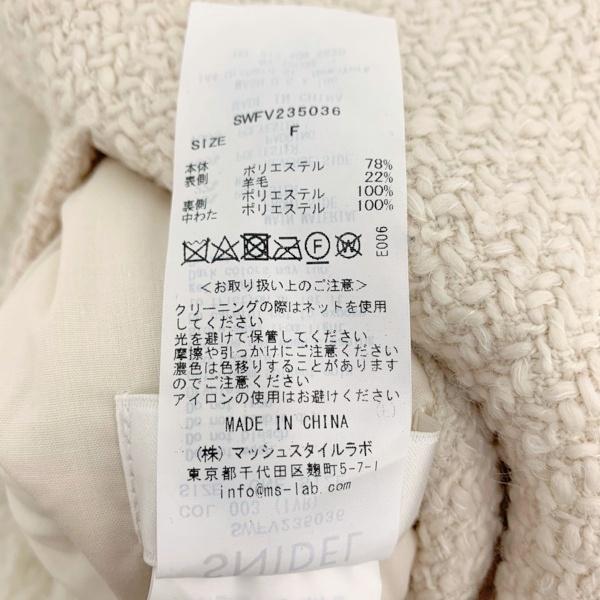 SWFV235036
SIZE F
本体 ポリエステル 78%
表側 羊毛 22%
ポリエステル 100%
裏側
中わた ポリエステル 100%
F W
E006
<お取り扱い上のご注意>
クリーニングの際はネットを使用
してください
光を避けて保管してください
摩擦や引っかけにご注意ください
濃色は色移りすることがあります
のでご注意ください
アイロンの使用はお避けください
MADE IN CHINA
(株) マッシュスタイルラボ
東京都千代田区麹町5-7-1
info@ms-lab.com
COL 003 (IVR)
SWFV235036
SNIDEL